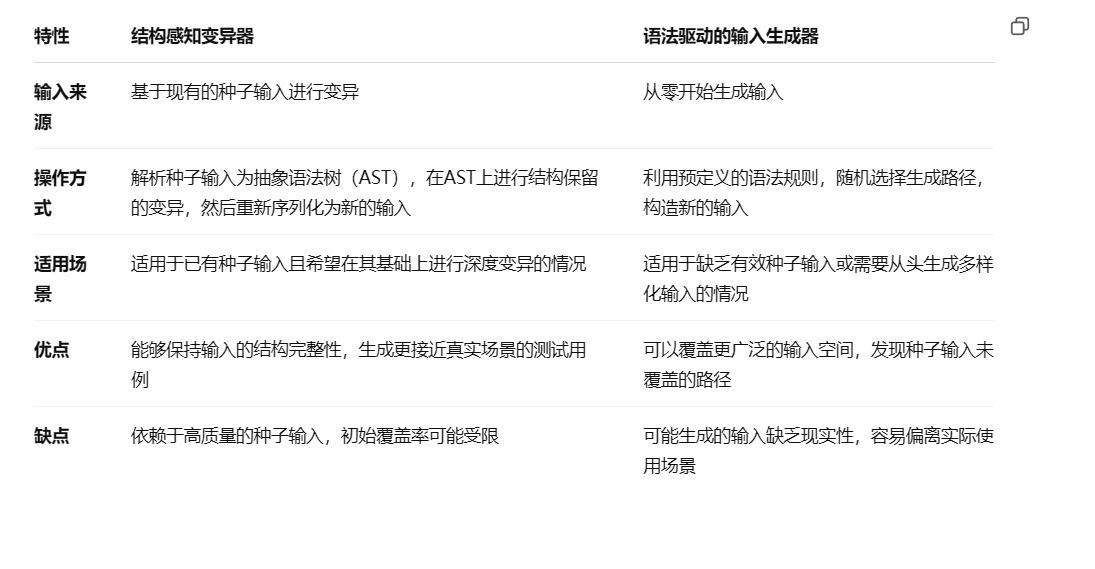 特性 结构感知变异器 语法驱动的输入生成器
输入来 基于现有的种子输入进行变异 从零开始生成输入
源
操作方 解析种子输入为抽象语法树（AST），在AST上进行结构保留 利用预定义的语法规则，随机选择生成路径，
式 的变异，然后重新序列化为新的输入 构造新的输入
适用场 适用于已有种子输入且希望在其基础上进行深度变异的情况 适用于缺乏有效种子输入或需要从头生成多样
景 化输入的情况
优点 能够保持输入的结构完整性，生成更接近真实场景的测试用 可以覆盖更广泛的输入空间，发现种子输入未
例 覆盖的路径
缺点 依赖于高质量的种子输入，初始覆盖率可能受限 可能生成的输入缺乏现实性，容易偏离实际使
用场景